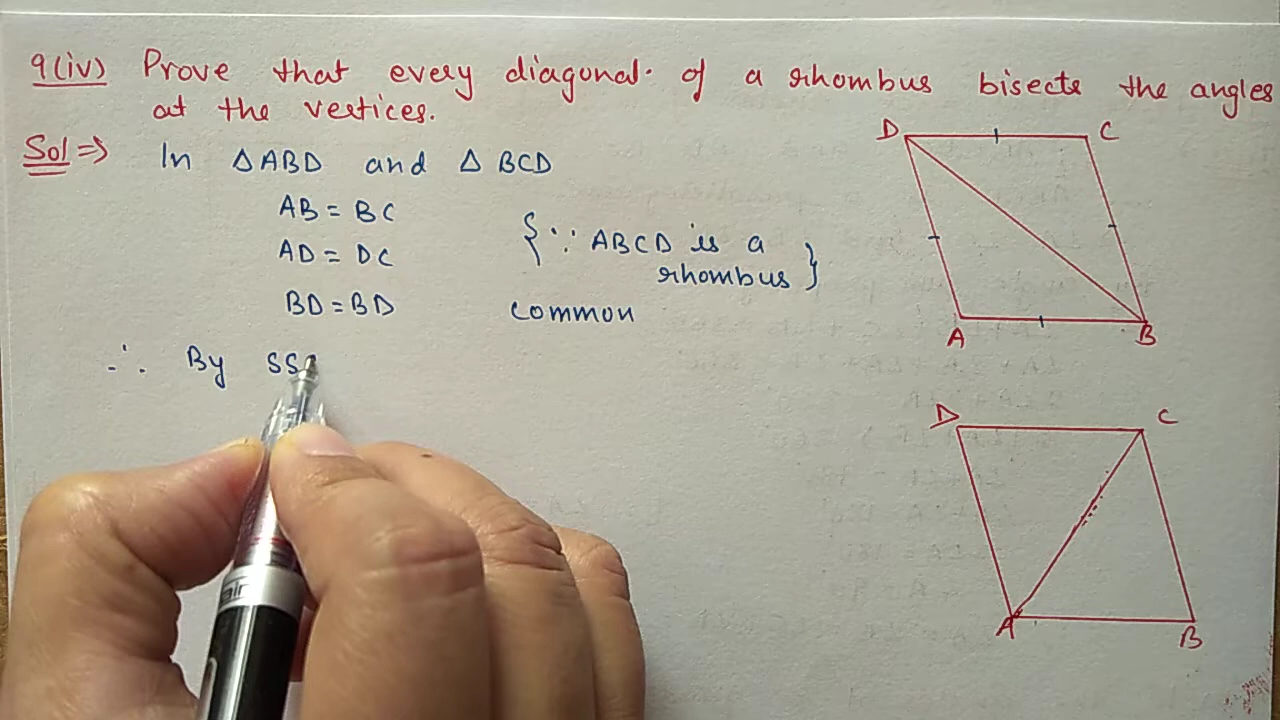 9(iv) Prove that every diagonal. of a rhombus bisects the angles
at the vertices.
Sol⇒ In △ABD and △ BCD
AB = BC
AD = DC
{∵ ABCD is a
rhombus}
BD = BD common
∴ By SS
D C
A B
D C
A B
air